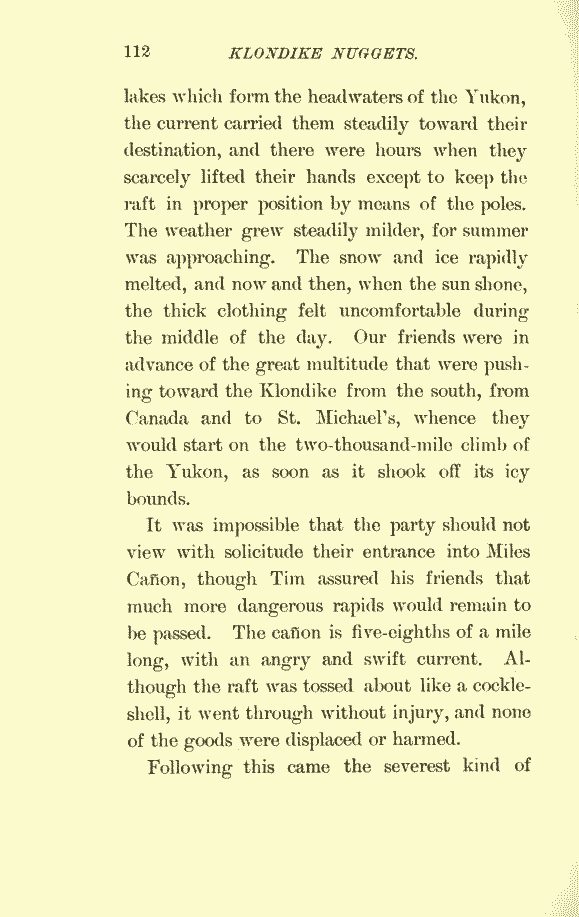 112 KLONDIKE NUGGETS.
lakes which form the headwaters of the Yukon,
the current carried them steadily toward their
destination, and there were hours when they
scarcely lifted their hands except to keep the
raft in proper position by means of the poles.
The weather grew steadily milder, for summer
was approaching. The snow and ice rapidly
melted, and now and then, when the sun shone,
the thick clothing felt uncomfortable during
the middle of the day. Our friends were in
advance of the great multitude that were push-
ing toward the Klondike from the south, from
Canada and to St. Michael's, whence they
would start on the two-thousand-mile climb of
the Yukon, as soon as it shook off its icy
bounds.
It was impossible that the party should not
view with solicitude their entrance into Miles
Cañon, though Tim assured his friends that
much more dangerous rapids would remain to
be passed. The cañon is five-eighths of a mile
long, with an angry and swift current. Al-
though the raft was tossed about like a cockle-
shell, it went through without injury, and none
of the goods were displaced or harmed.
Following this came the severest kind of